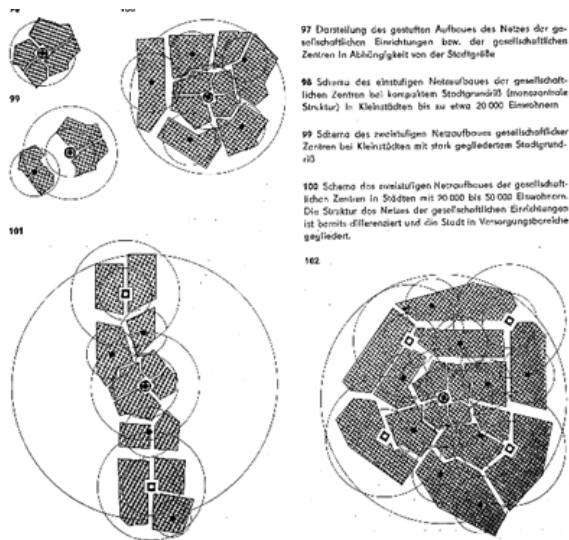 99
97 Darstellung des gestuften Aufbaues des Netzes der ge-
sellschaftlichen Einrichtungen bzw. der gesellschaftlichen
Zentren in Abhängigkeit von der Stadtgröße
98 Schema des einstufigen Netzaufbaues der gesellschaft-
lichen Zentren bei kompaktem Stadtgrundriß (monozentrale
Struktur) in Kleinstädten bis zu etwa 20 000 Einwohnern
99 Schema des zweistufigen Netzaufbaues gesellschaftlicher
Zentren bei Kleinstädten mit stark gegliedertem Stadtgrund-
riß
100 Schema des zweistufigen Netzaufbaues der gesellschaft-
lichen Zentren in Städten mit 20 000 bis 50 000 Einwohnern.
Die Struktur des Netzes der gesellschaftlichen Einrichtungen
ist bereits differenziert und die Stadt in Versorgungsbereiche
gegliedert.
101
102